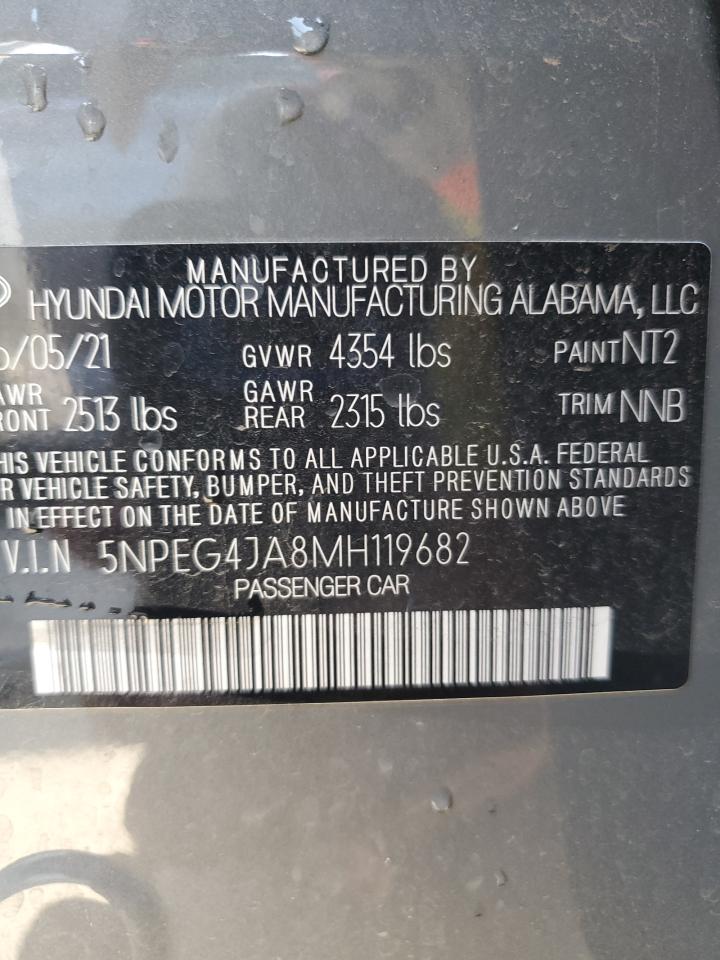 MANUFACTURED BY
HYUNDAI MOTOR MANUFACTURING ALABAMA, LLC
/05/21 GVWR 4354 lbs PAINT NT2
AWR GAWR
RONT 2513 lbs REAR 2315 lbs TRIM NNB
HIS VEHICLE CONFORMS TO ALL APPLICABLE U.S.A. FEDERAL
R VEHICLE SAFETY, BUMPER, AND THEFT PREVENTION STANDARDS
IN EFFECT ON THE DATE OF MANUFACTURE SHOWN ABOVE
V.I.N 5NPEG4JA8MH119682
PASSENGER CAR